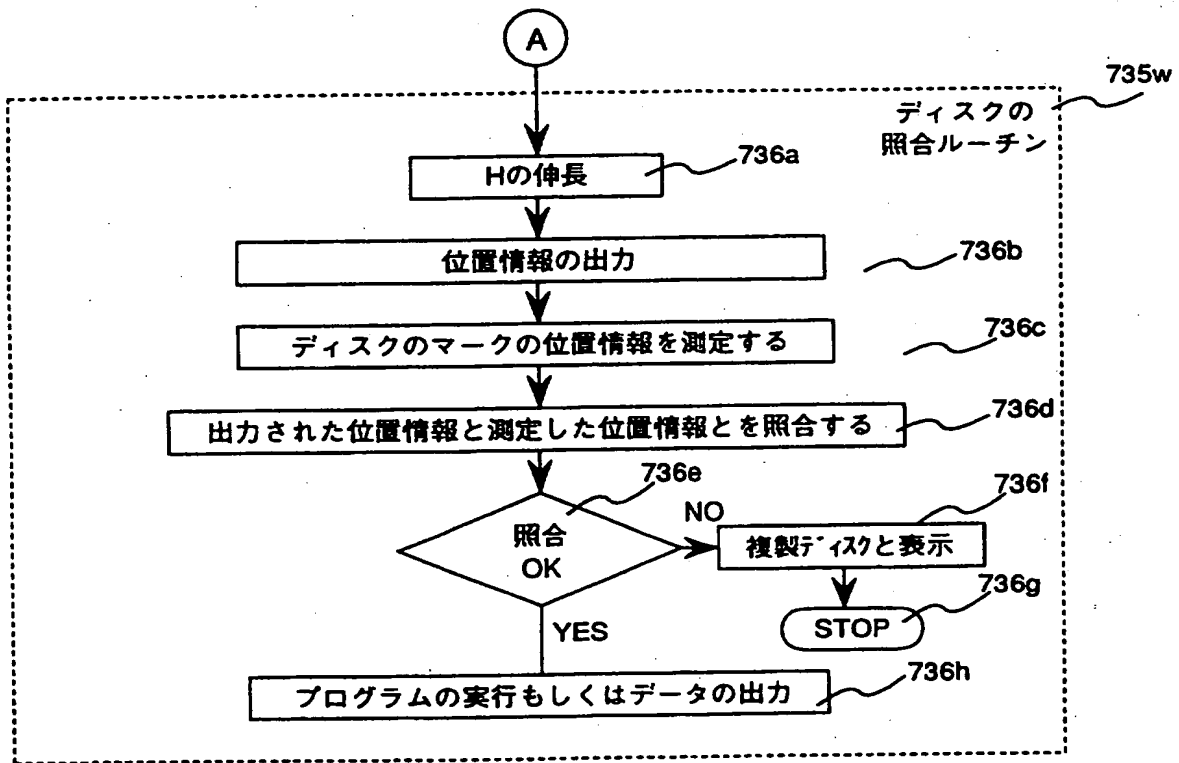 A
735w
ディスクの
照合ルーチン
Hの伸長
736a
位置情報の出力
736b
ディスクのマークの位置情報を測定する
736c
出力された位置情報と測定した位置情報とを照合する
736d
照合
OK
736e
NO
複製ディスクと表示
736f
STOP
736g
YES
プログラムの実行もしくはデータの出力
736h